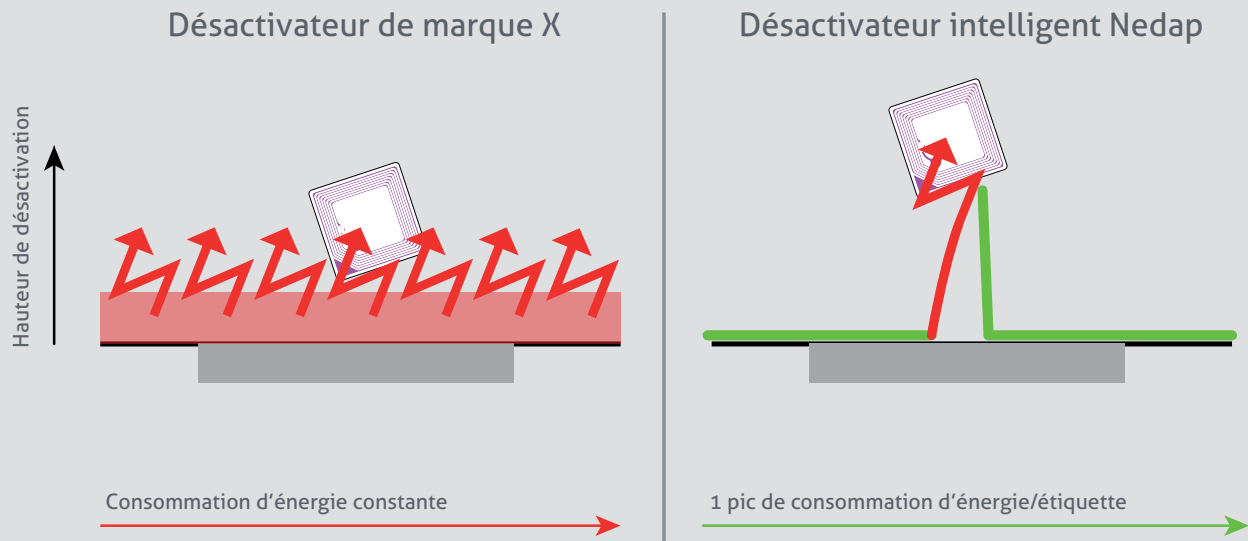 Désactivateur de marque X
Désactivateur intelligent Nedap
Hauteur de désactivation
Consommation d’énergie constante
1 pic de consommation d’énergie/étiquette